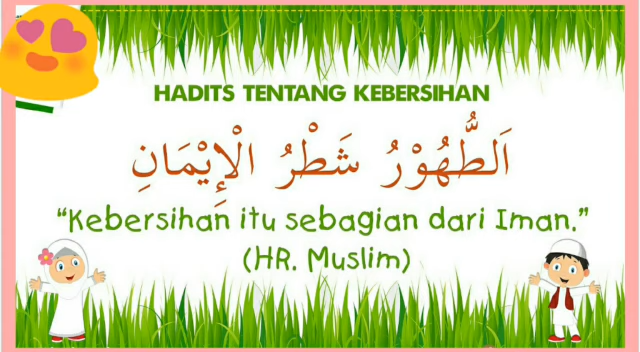 HADITS TENTANG KEBERSIHAN
اَلطُّهُوْرُ شَطْرُ الْإِيْمَانِ
“Kebersihan itu sebagian dari Iman.”
(HR. Muslim)